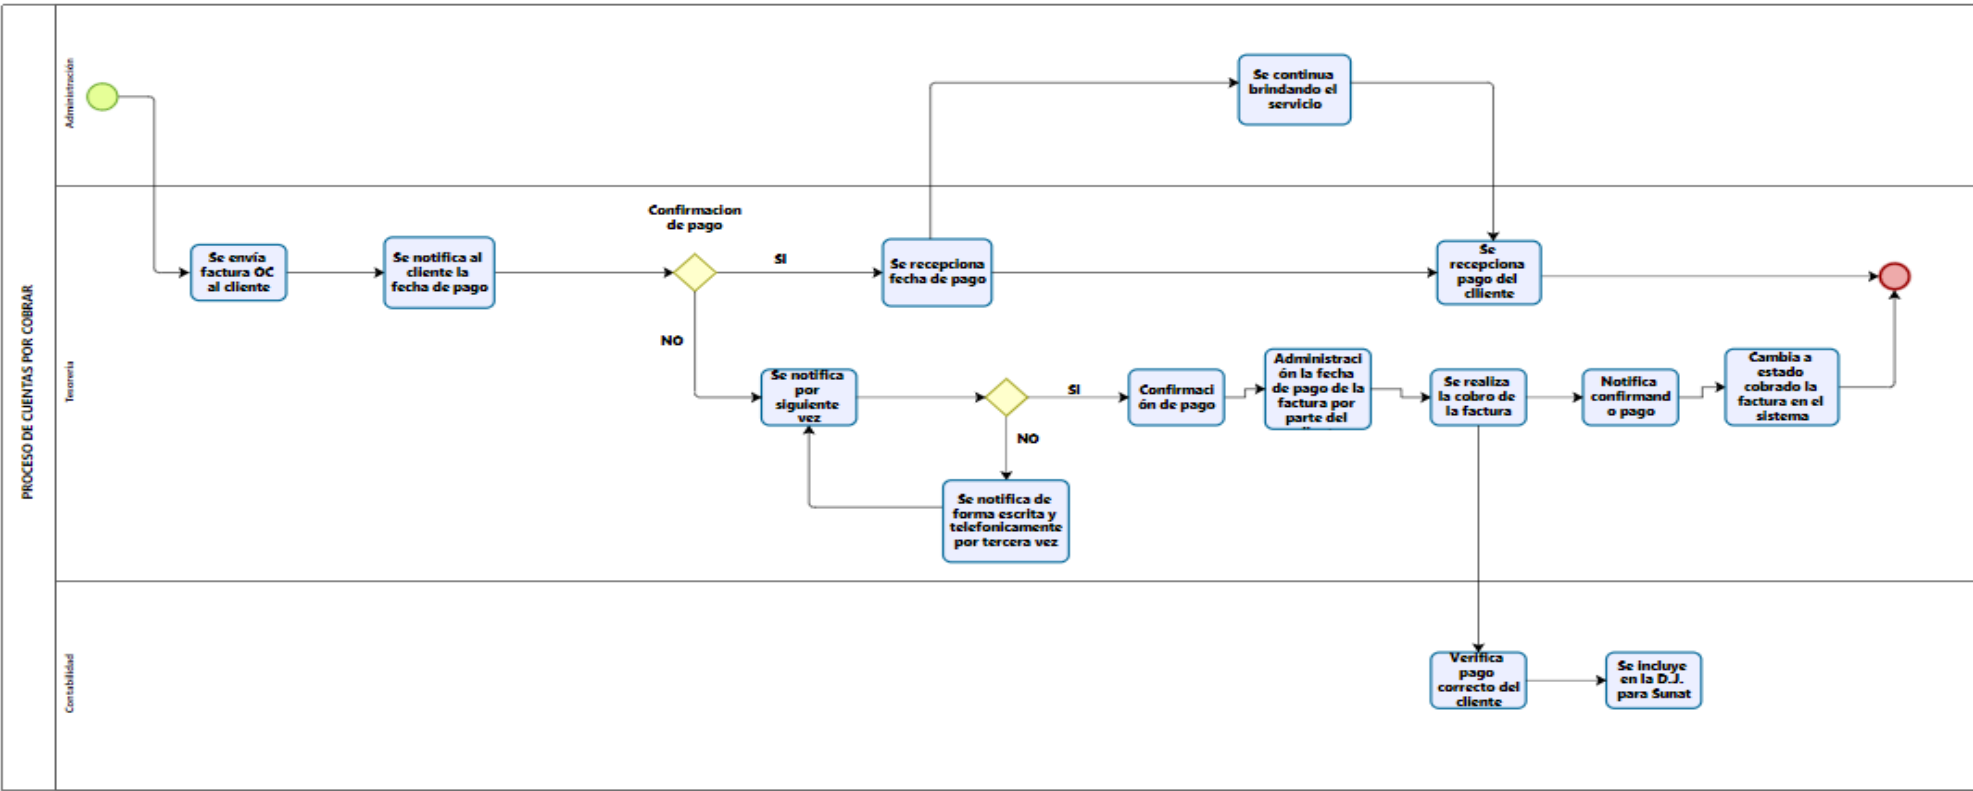 PROCESO DE CUENTAS POR COBRAR
Administración
Se continua
brindando el
servicio
Tesorería
Se envía
factura OC
al cliente
Se notifica al
cliente la
fecha de pago
Confirmacion
de pago
SI
Se recepciona
fecha de pago
Se
recepciona
pago del
clliente
NO
Se notifica
por
siguiente
vez
SI
Confirmaci
ón de pago
Administraci
ón la fecha
de pago de la
factura por
parte del
Se realiza
la cobro de
la factura
Notifica
confirmand
o pago
Cambia a
estado
cobrado la
factura en el
sistema
NO
Se notifica de
forma escrita y
telefonicamente
por tercera vez
Contabilidad
Verifica
pago
correcto del
cliente
Se incluye
en la D.J.
para Sunat